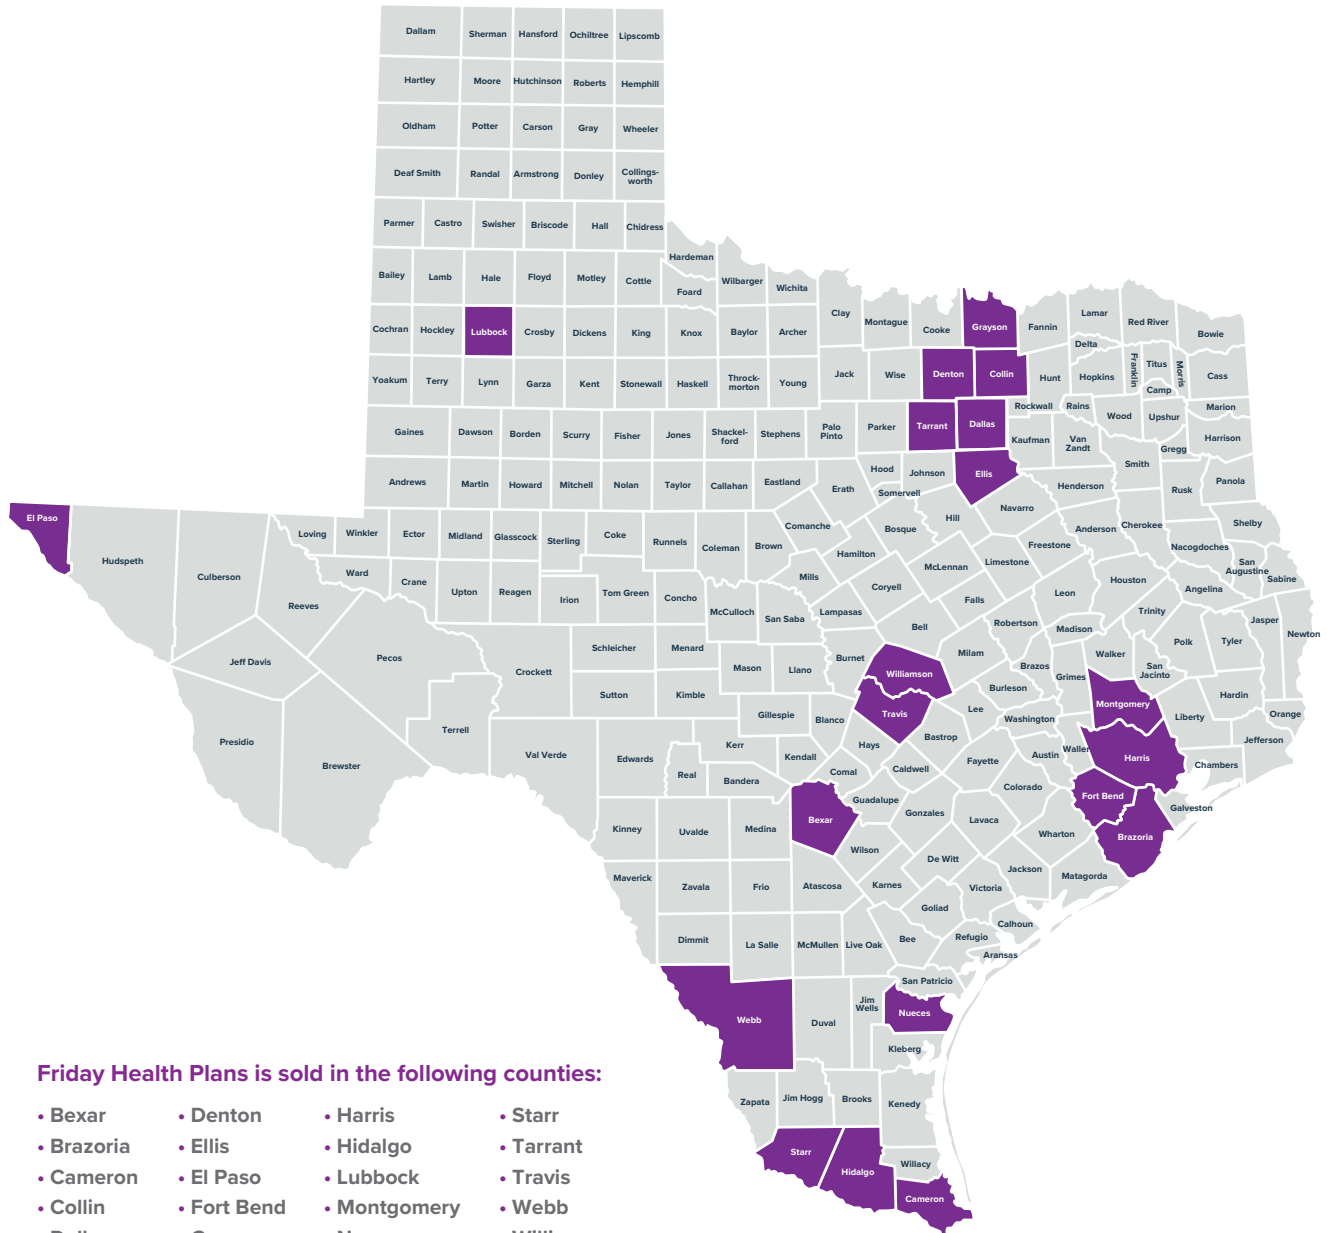 Dallam Sherman Hansford Ochiltree Lipscomb
Hartley Moore Hutchinson Roberts Hemphill
Oldham Potter Carson Gray Wheeler
Deaf Smith Randal Armstrong Donley Collings-
worth
Parmer Castro Swisher Briscode Hall Chidress
Hardeman
Bailey Lamb Hale Floyd Motley Cottle Foard Wilbarger Wichita
Clay Montague Cooke Grayson Fannin Lamar Red River Bowie
Cochran Hockley Lubbock Crosby Dickens King Knox Baylor Archer
Delta
Yoakum Terry Lynn Garza Kent Stonewall Haskell Throck-
morton Young Jack Wise Denton Collin Hunt Hopkins Franklin Titus Morris Cass
Camp
Rockwall Rains Wood Upshur Marion
Gaines Dawson Borden Scurry Fisher Jones Shackel-
ford Stephens Palo
Pinto Parker Tarrant Dallas Kaufman Van
Zandt Gregg Harrison
Andrews Martin Howard Mitchell Nolan Taylor Callahan Eastland Erath Hood Johnson Ellis Henderson Smith Rusk Panola
Somervell
El Paso Hudspeth Culberson Loving Winkler Ector Midland Glasscock Sterling Coke Runnels Coleman Brown Comanche Bosque Hill Navarro Anderson Cherokee Shelby
Hamilton Freestone Nacogdoches
Reeves Ward Crane Upton Reagen Irion Tom Green Concho Mills Coryell McLennan Limestone Houston Angelina San
Augustine Sabine
McCulloch San Saba Lampasas Bell Falls Robertson Leon Madison Trinity Jasper Newton
Jeff Davis Pecos Crockett Schleicher Menard Mason Llano Burnet Williamson Milam Brazos Grimes Walker San
Jacinto Polk Tyler
Presidio Brewster Terrell Sutton Kimble Gillespie Blanco Travis Lee Burleson Washington Montgomery Liberty Hardin Orange
Val Verde Edwards Real Kerr Bandera Kendall Comal Hays Caldwell Bastrop Fayette Austin Waller Harris Chambers Jefferson
Kinney Uvalde Medina Bexar Guadalupe Gonzales Lavaca Colorado Wharton Fort Bend Brazoria Galveston
Maverick Zavala Frio Atascosa Wilson Karnes De Witt Victoria Jackson Matagorda
Goliad Calhoun
Dimmit La Salle McMullen Live Oak Bee Refugio Aransas
San Patricio
Webb Duval Jim
Wells Nueces
Kleberg
Zapata Jim Hogg Brooks Kenedy
Starr Hidalgo Willacy
Cameron
Friday Health Plans is sold in the following counties:
• Bexar • Denton • Harris • Starr
• Brazoria • Ellis • Hidalgo • Tarrant
• Cameron • El Paso • Lubbock • Travis
• Collin • Fort Bend • Montgomery • Webb